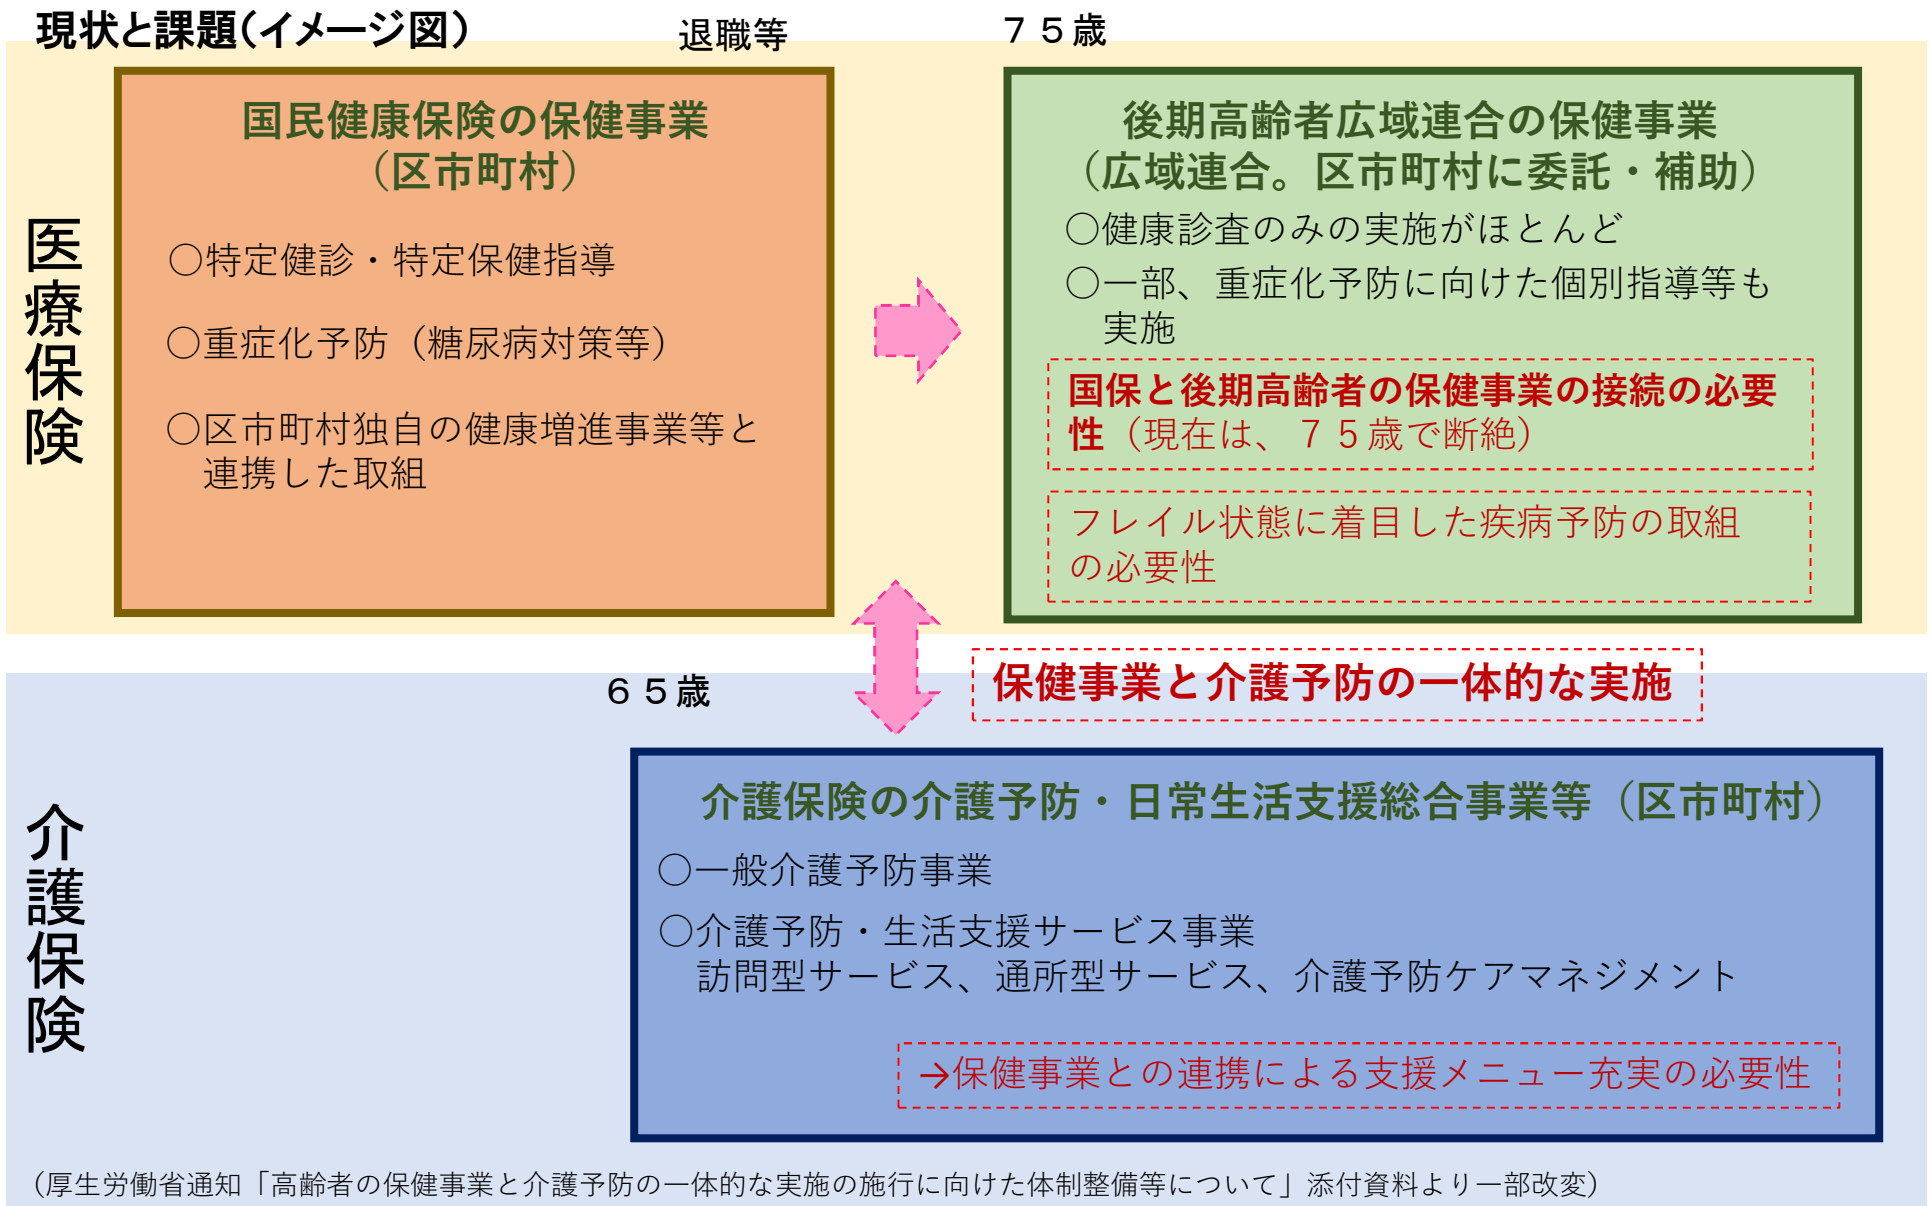 現状と課題(イメージ図)
退職等
７５歳
医療保険
国民健康保険の保健事業
（区市町村）
○特定健診・特定保健指導
○重症化予防（糖尿病対策等）
○区市町村独自の健康増進事業等と
連携した取組
後期高齢者広域連合の保健事業
（広域連合。区市町村に委託・補助）
○健康診査のみの実施がほとんど
○一部、重症化予防に向けた個別指導等も
実施
国保と後期高齢者の保健事業の接続の必要
性（現在は、７５歳で断絶）
フレイル状態に着目した疾病予防の取組
の必要性
保健事業と介護予防の一体的な実施
６５歳
介護保険
介護保険の介護予防・日常生活支援総合事業等（区市町村）
○一般介護予防事業
○介護予防・生活支援サービス事業
訪問型サービス、通所型サービス、介護予防ケアマネジメント
→保健事業との連携による支援メニュー充実の必要性
（厚生労働省通知「高齢者の保健事業と介護予防の一体的な実施の施行に向けた体制整備等について」添付資料より一部改変）